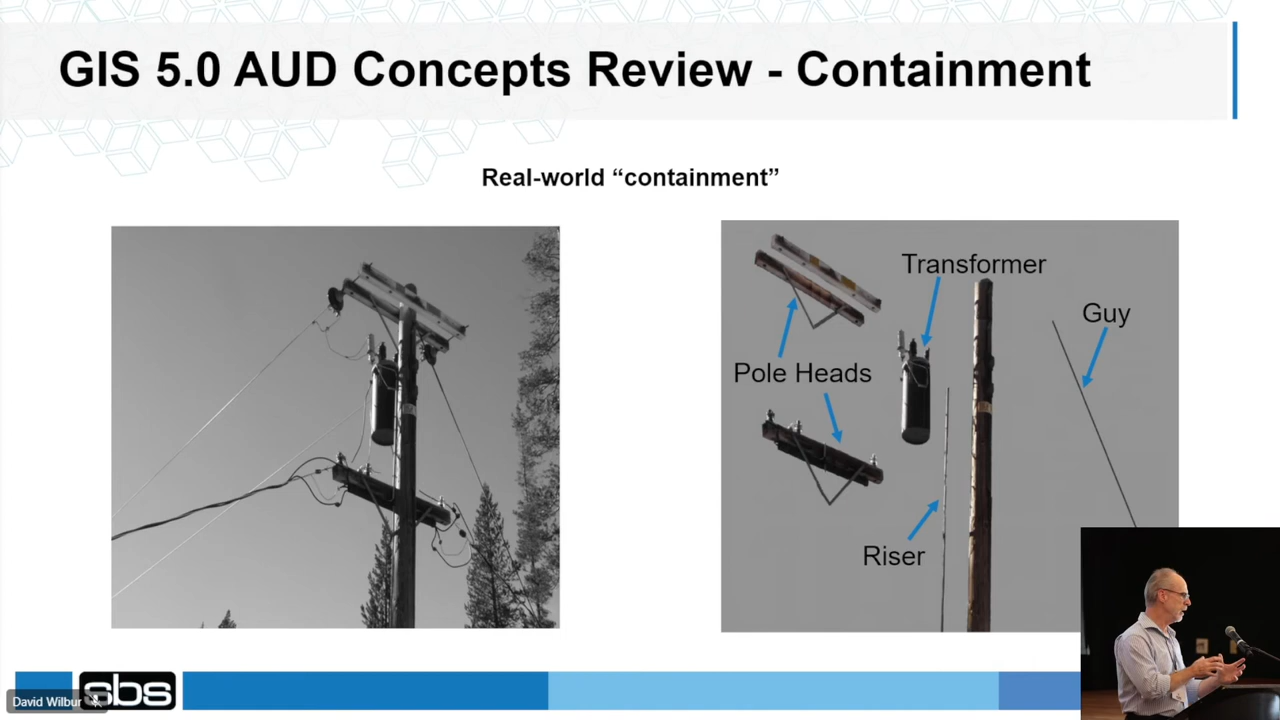 GIS 5.0 AUD Concepts Review - Containment
Real-world “containment”
Transformer
Guy
Pole Heads
Riser
sbs
David Wilbur